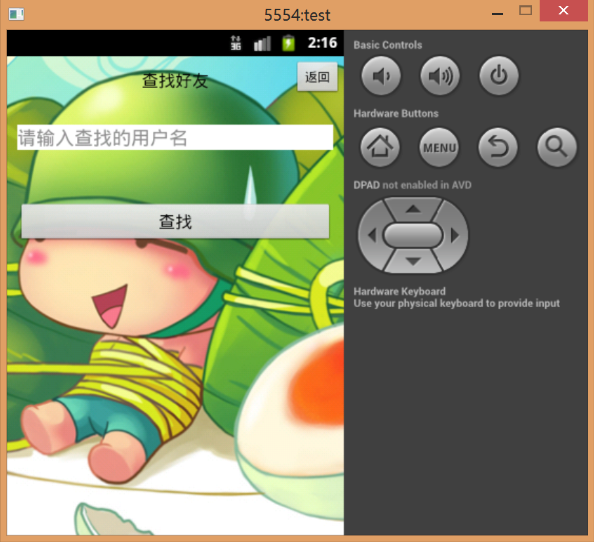 5554:test
3G 2:16
查找好友
返回
请输入查找的用户名
查找
Basic Controls
Hardware Buttons
MENU
DPAD not enabled in AVD
Hardware Keyboard
Use your physical keyboard to provide input